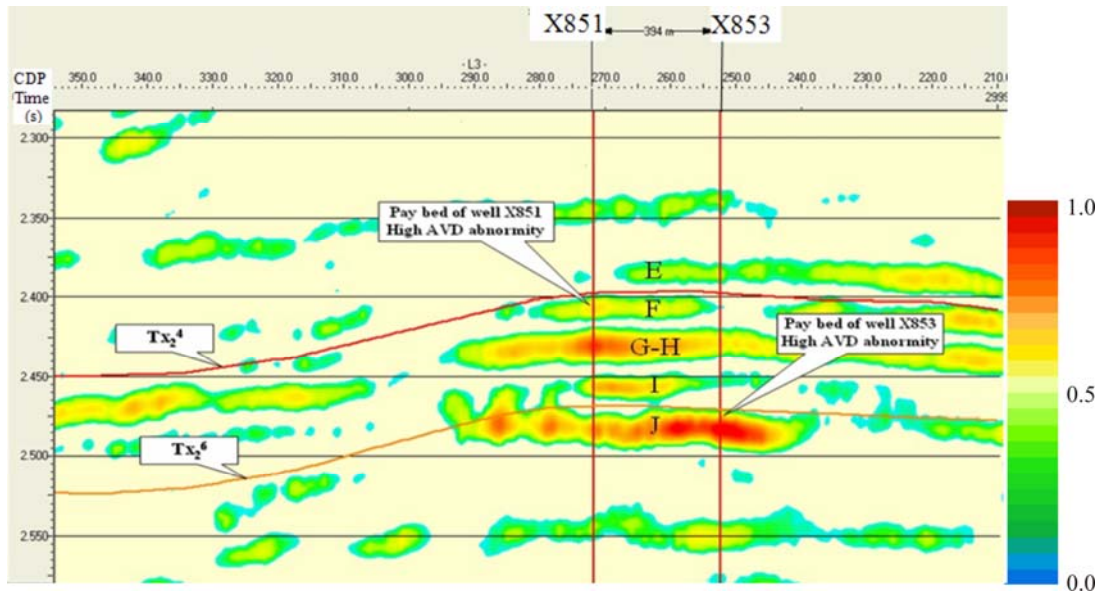 X851 394 m X853
- L3 -
350.0 340.0 330.0 320.0 310.0 300.0 290.0 280.0 270.0 260.0 250.0 240.0 230.0 220.0 210.0
2999
CDP
Time
(s)
2.300
2.350
2.400
2.450
2.500
2.550
Pay bed of well X851
High AVD abnormity
E
F
G-H
I
J
Pay bed of well X853
High AVD abnormity
Tx₂⁴
Tx₂⁶
1.0
0.5
0.0